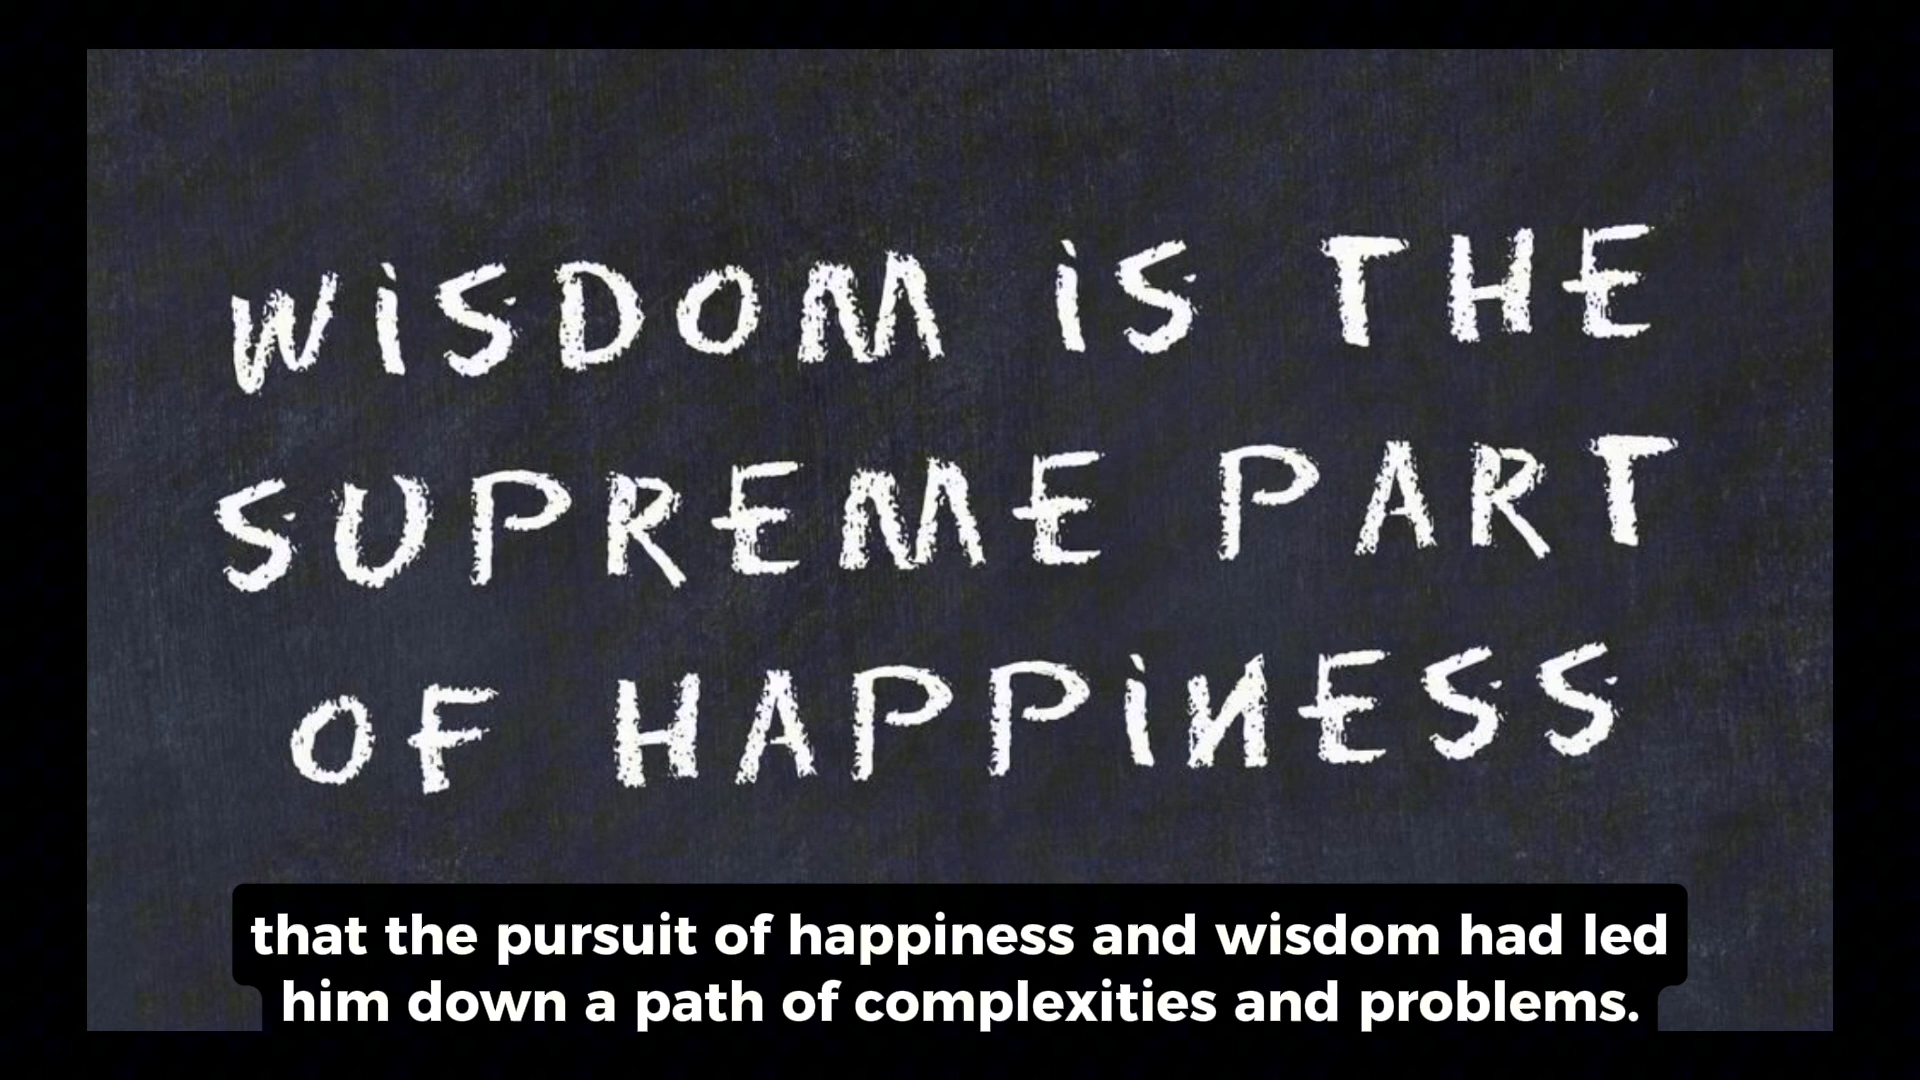 WiSDOM iS THE
SUPREME PART
OF HAPPiNESS
that the pursuit of happiness and wisdom had led
him down a path of complexities and problems.